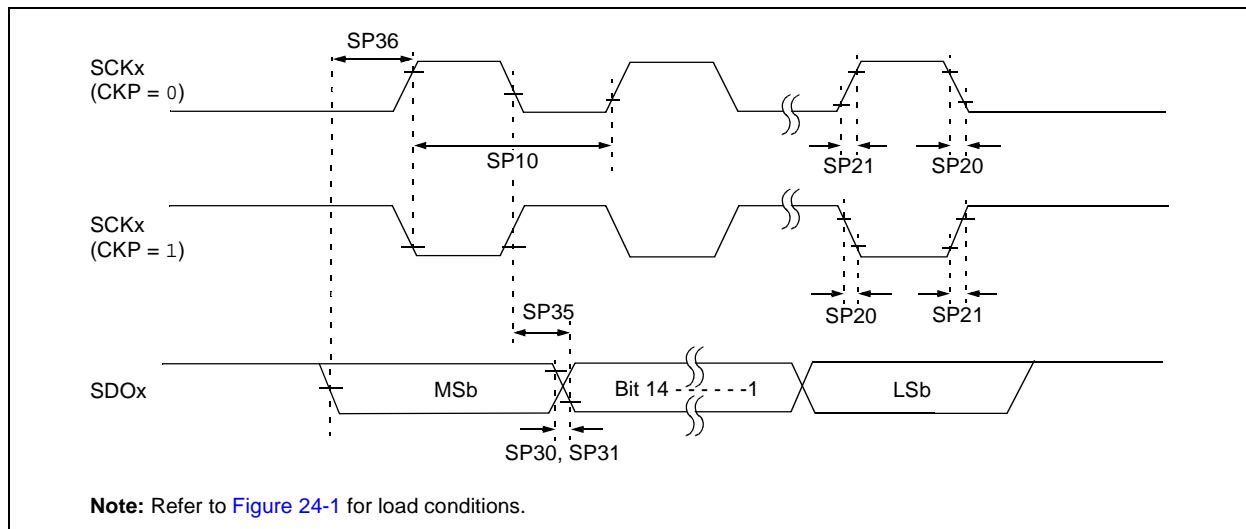 SP36
SCKx
(CKP = 0)
SP10
SP21
SP20
SCKx
(CKP = 1)
SP35
SP20
SP21
SDOx
MSb
Bit 14 - - - - - -1
LSb
SP30, SP31
Note: Refer to Figure 24-1 for load conditions.